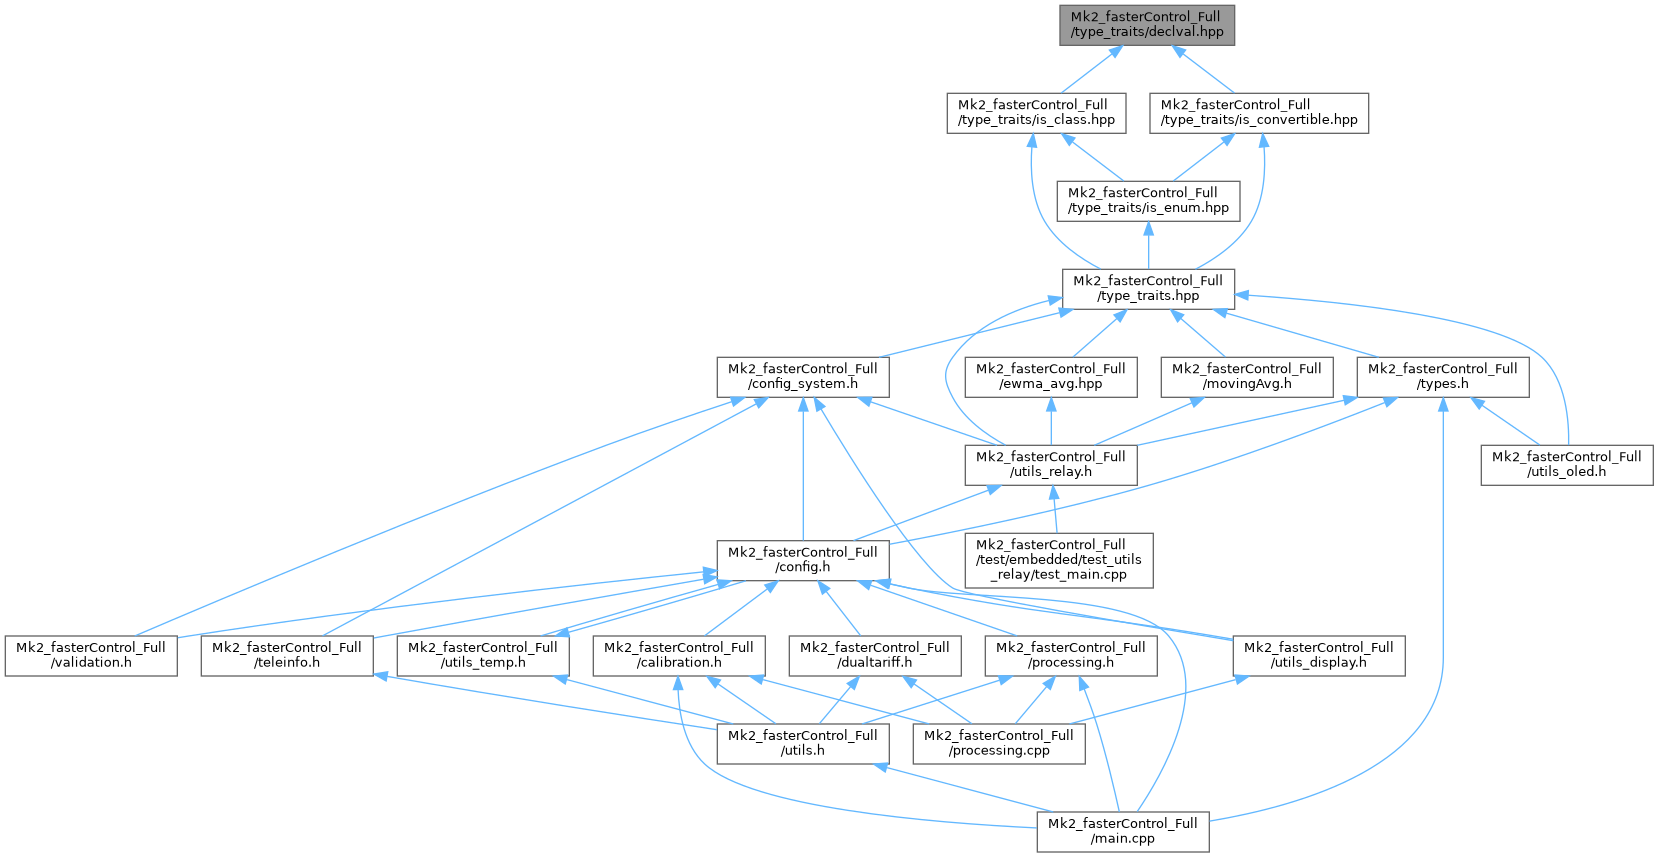 Mk2_fasterControl_Full
/type_traits/declval.hpp
Mk2_fasterControl_Full
/type_traits/is_class.hpp
Mk2_fasterControl_Full
/type_traits/is_convertible.hpp
Mk2_fasterControl_Full
/type_traits/is_enum.hpp
Mk2_fasterControl_Full
/type_traits.hpp
Mk2_fasterControl_Full
/config_system.h
Mk2_fasterControl_Full
/ewma_avg.hpp
Mk2_fasterControl_Full
/movingAvg.h
Mk2_fasterControl_Full
/types.h
Mk2_fasterControl_Full
/utils_relay.h
Mk2_fasterControl_Full
/utils_oled.h
Mk2_fasterControl_Full
/config.h
Mk2_fasterControl_Full
/test/embedded/test_utils
_relay/test_main.cpp
Mk2_fasterControl_Full
/validation.h
Mk2_fasterControl_Full
/teleinfo.h
Mk2_fasterControl_Full
/utils_temp.h
Mk2_fasterControl_Full
/calibration.h
Mk2_fasterControl_Full
/dualtariff.h
Mk2_fasterControl_Full
/processing.h
Mk2_fasterControl_Full
/utils_display.h
Mk2_fasterControl_Full
/utils.h
Mk2_fasterControl_Full
/processing.cpp
Mk2_fasterControl_Full
/main.cpp